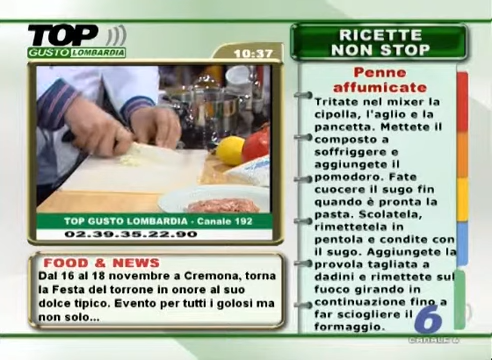 TOP
GUSTO LOMBARDIA
10:37
TOP GUSTO LOMBARDIA - Canale 192
02.39.35.22.90
FOOD & NEWS
Dal 16 al 18 novembre a Cremona, torna
la Festa del torrone in onore al suo
dolce tipico. Evento per tutti i golosi ma
non solo...
RICETTE
NON STOP
Penne
affumicate
Tritate nel mixer la
cipolla, l'aglio e la
pancetta. Mettete il
composto a
soffriggere e
aggiungete il
pomodoro. Fate
cuocere il sugo fin
quando è pronta la
pasta. Scolatela,
rimettetela in
pentola e condite con
il sugo. Aggungete la
provola tagliata a
dadini e rimettete sul
fuoco girando in
continuazione fino a
far sciogliere il
formaggio.
6